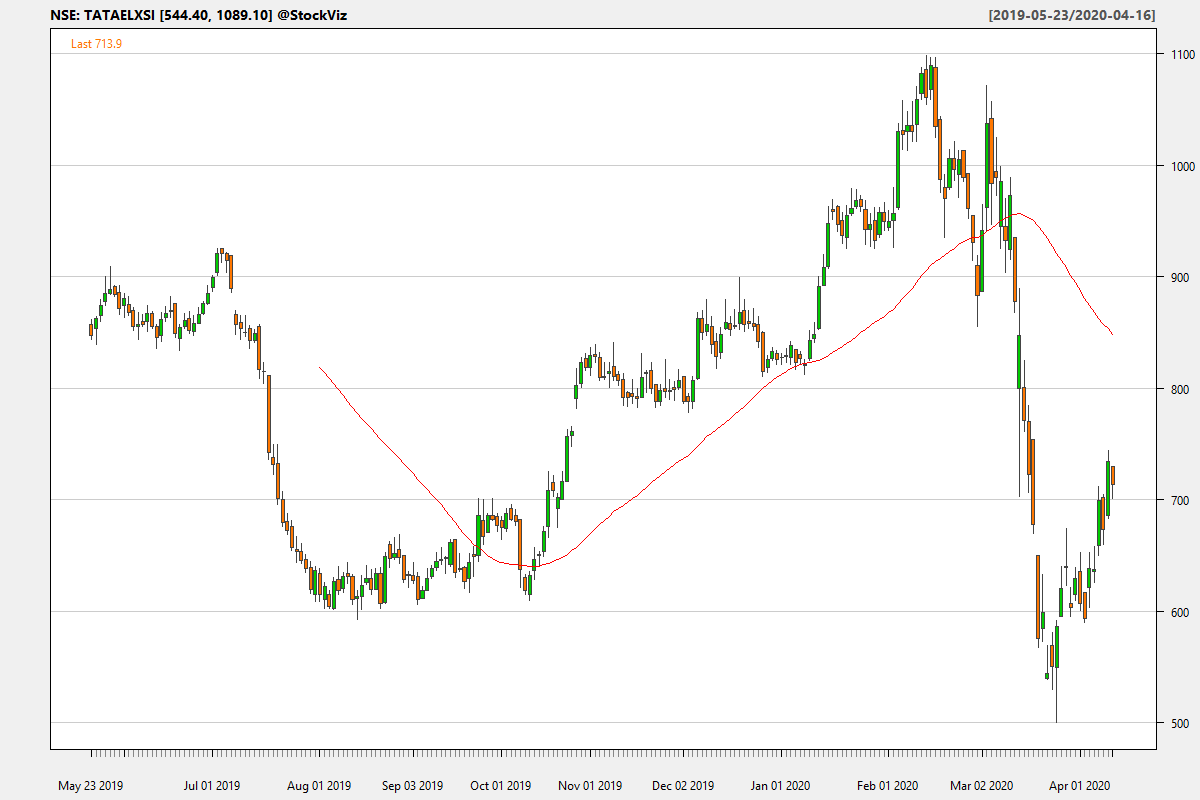 NSE: TATAELXSI [544.40, 1089.10] @StockViz [2019-05-23/2020-04-16]
Last 713.9
1100
1000
900
800
700
600
500
May 23 2019 Jul 01 2019 Aug 01 2019 Sep 03 2019 Oct 01 2019 Nov 01 2019 Dec 02 2019 Jan 01 2020 Feb 01 2020 Mar 02 2020 Apr 01 2020